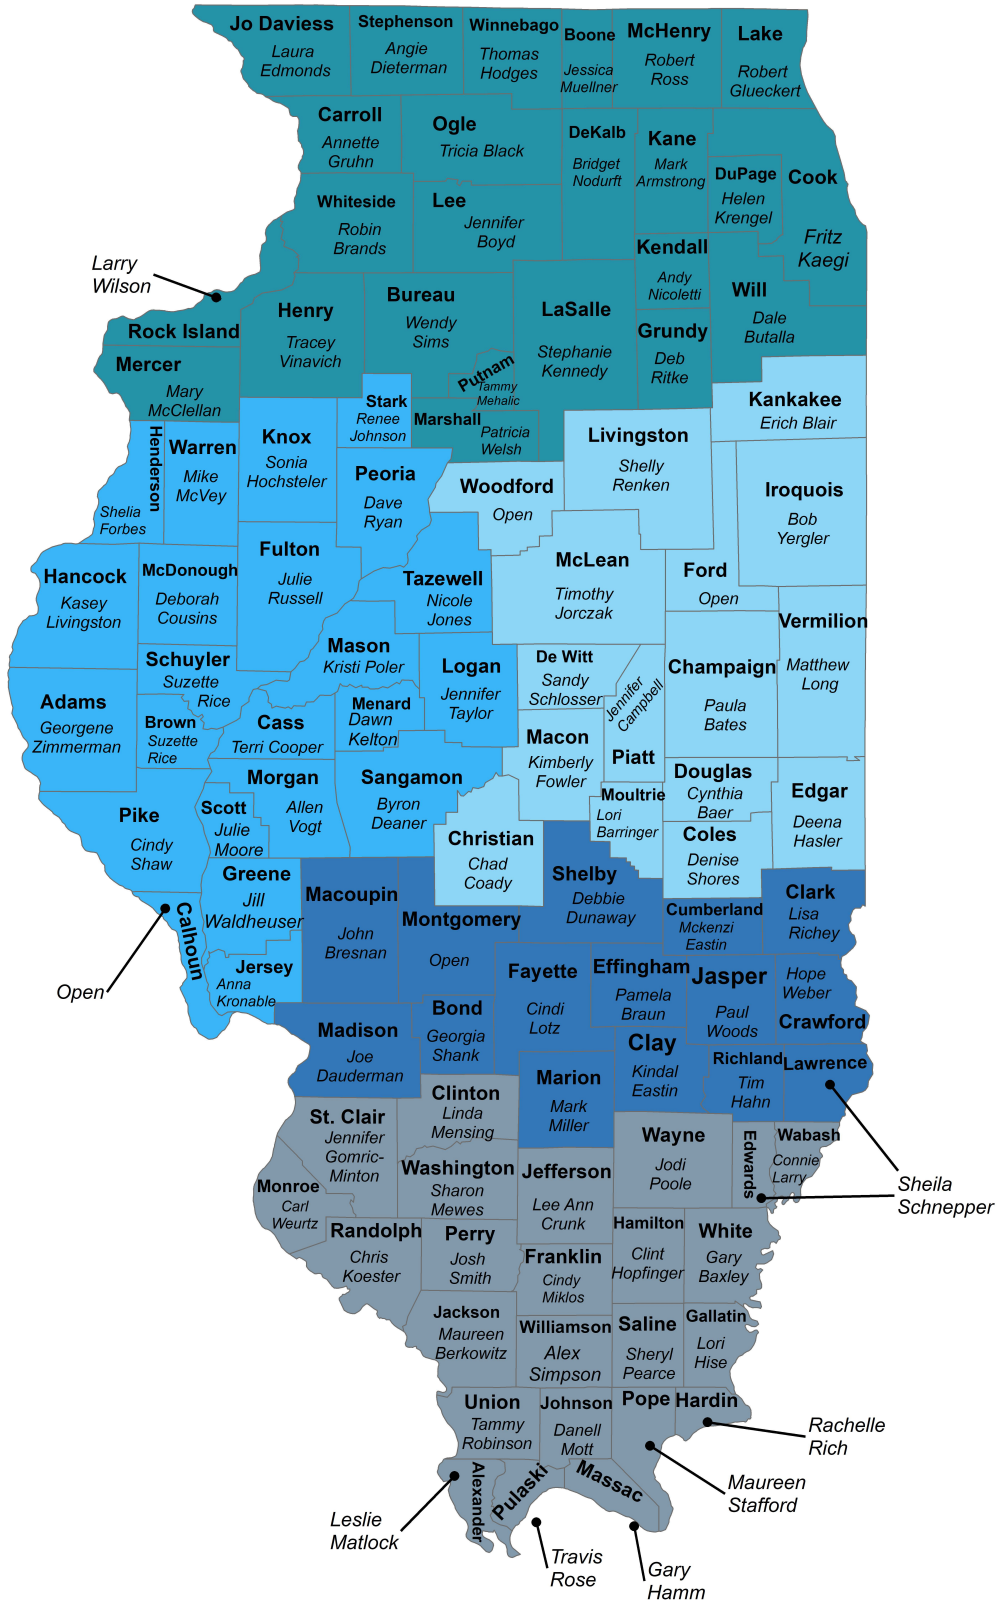 Jo Daviess
Laura
Edmonds
Stephenson
Angie
Dieterman
Winnebago
Thomas
Hodges
Boone
Jessica
Muellner
McHenry
Robert
Ross
Lake
Robert
Glueckert
Carroll
Annette
Gruhn
Ogle
Tricia Black
DeKalb
Bridget
Nodurft
Kane
Mark
Armstrong
DuPage
Helen
Krengel
Cook
Fritz
Kaegi
Whiteside
Robin
Brands
Lee
Jennifer
Boyd
Kendall
Andy
Nicoletti
Will
Dale
Butalla
Larry
Wilson
Rock Island
Henry
Tracey
Vinavich
Bureau
Wendy
Sims
LaSalle
Stephanie
Kennedy
Grundy
Deb
Ritke
Mercer
Mary
McClellan
Putnam
Tammy
Mehalic
Stark
Renee
Johnson
Marshall
Patricia
Welsh
Kankakee
Erich Blair
Henderson
Shelia
Forbes
Warren
Mike
McVey
Knox
Sonia
Hochsteler
Peoria
Dave
Ryan
Woodford
Open
Livingston
Shelly
Renken
Iroquois
Bob
Yergler
Hancock
Kasey
Livingston
McDonough
Deborah
Cousins
Fulton
Julie
Russell
Tazewell
Nicole
Jones
McLean
Timothy
Jorczak
Ford
Open
Vermilion
Matthew
Long
Schuyler
Suzette
Rice
Mason
Kristi Poler
Logan
Jennifer
Taylor
De Witt
Sandy
Schlosser
Jennifer
Campbell
Piatt
Champaign
Paula
Bates
Adams
Georgene
Zimmerman
Brown
Suzette
Rice
Cass
Terri Cooper
Menard
Dawn
Kelton
Macon
Kimberly
Fowler
Douglas
Cynthia
Baer
Edgar
Deena
Hasler
Pike
Cindy
Shaw
Scott
Julie
Moore
Morgan
Allen
Vogt
Sangamon
Byron
Deaner
Christian
Chad
Coady
Moultrie
Lori
Barringer
Coles
Denise
Shores
Greene
Jill
Waldheuser
Macoupin
John
Bresnan
Montgomery
Open
Shelby
Debbie
Dunaway
Cumberland
Mckenzi
Eastin
Clark
Lisa
Richey
Calhoun
Open
Jersey
Anna
Kronable
Fayette
Cindi
Lotz
Effingham
Pamela
Braun
Jasper
Paul
Woods
Hope
Weber
Crawford
Madison
Joe
Dauderman
Bond
Georgia
Shank
Clay
Kindal
Eastin
Richland
Tim
Hahn
Lawrence
Marion
Mark
Miller
Clinton
Linda
Mensing
St. Clair
Jennifer
Gomric-
Minton
Washington
Sharon
Mewes
Jefferson
Lee Ann
Crunk
Wayne
Jodi
Poole
Edwards
Wabash
Connie
Larry
Sheila
Schnepper
Monroe
Carl
Weurtz
Randolph
Chris
Koester
Perry
Josh
Smith
Franklin
Cindy
Miklos
Hamilton
Clint
Hopfinger
White
Gary
Baxley
Jackson
Maureen
Berkowitz
Williamson
Alex
Simpson
Saline
Sheryl
Pearce
Gallatin
Lori
Hise
Union
Tammy
Robinson
Johnson
Danell
Mott
Pope
Hardin
Rachelle
Rich
Maureen
Stafford
Alexander
Leslie
Matlock
Pulaski
Travis
Rose
Massac
Gary
Hamm